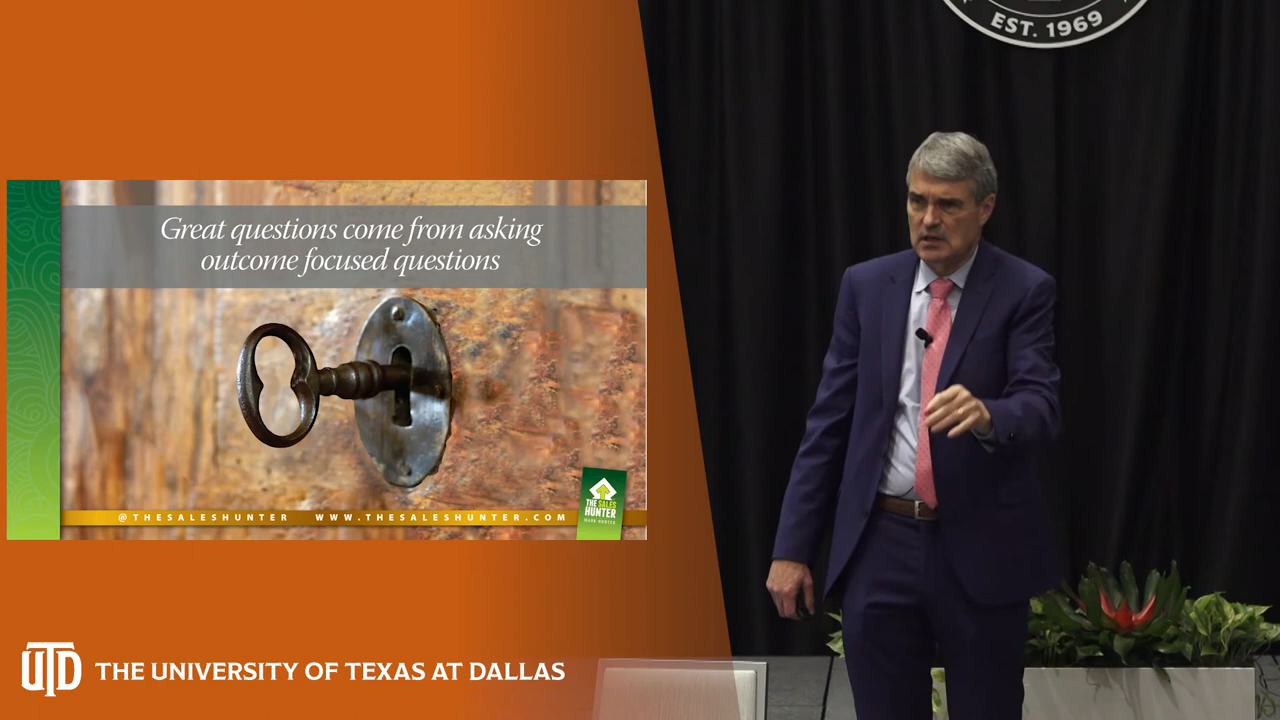 EST. 1969
Great questions come from asking
outcome focused questions
THE SALES
HUNTER
MARK HUNTER
@THESALESHUNTER WWW.THESALESHUNTER.COM
UTD THE UNIVERSITY OF TEXAS AT DALLAS